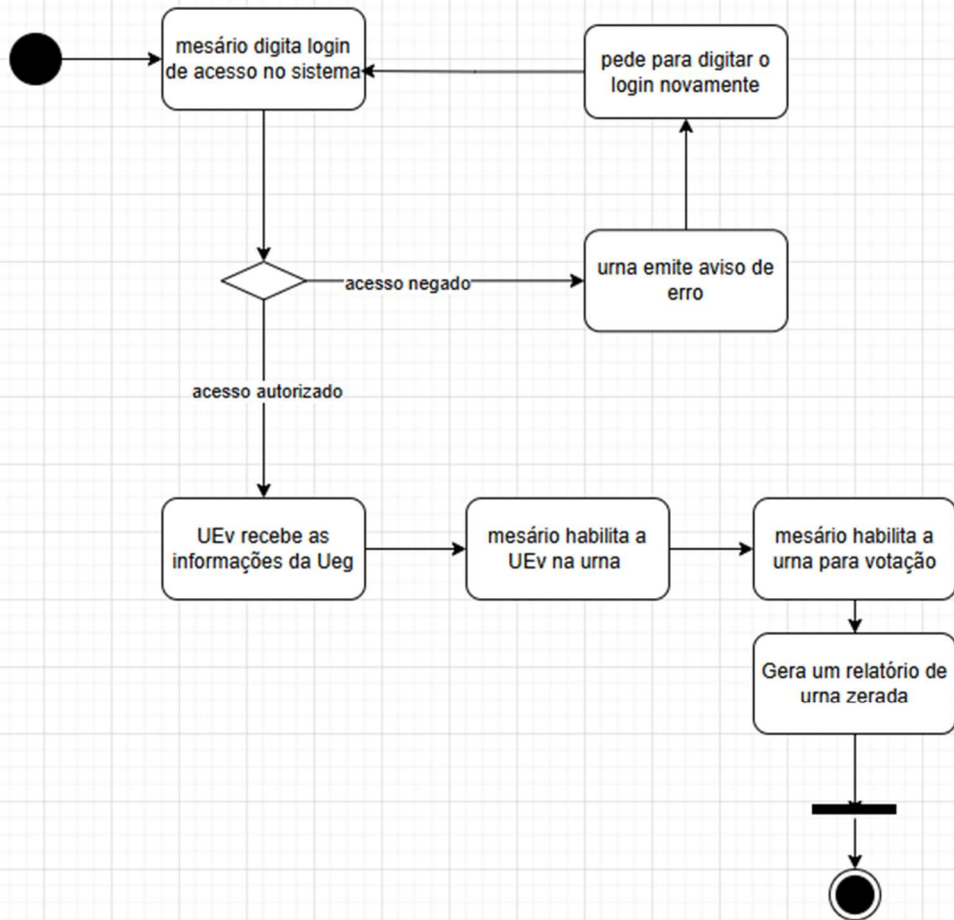 mesário digita login
de acesso no sistema
pede para digitar o
login novamente
acesso negado
urna emite aviso de
erro
acesso autorizado
UEv recebe as
informações da Ueg
mesário habilita a
UEv na urna
mesário habilita a
urna para votação
Gera um relatório de
urna zerada